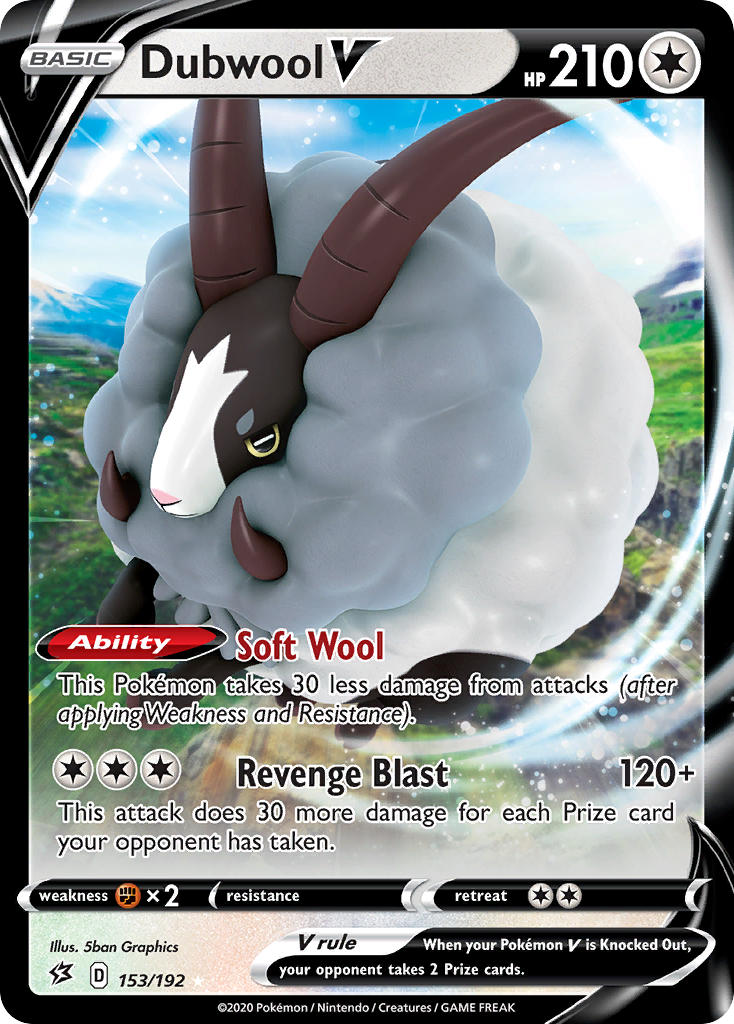 BASIC Dubwool V HP 210
Ability Soft Wool
This Pokémon takes 30 less damage from attacks (after
applying Weakness and Resistance).
Revenge Blast 120+
This attack does 30 more damage for each Prize card
your opponent has taken.
weakness ×2 resistance retreat
Illus. 5ban Graphics
V rule When your Pokémon V is Knocked Out,
your opponent takes 2 Prize cards.
D 153/192
©2020 Pokémon / Nintendo / Creatures / GAME FREAK